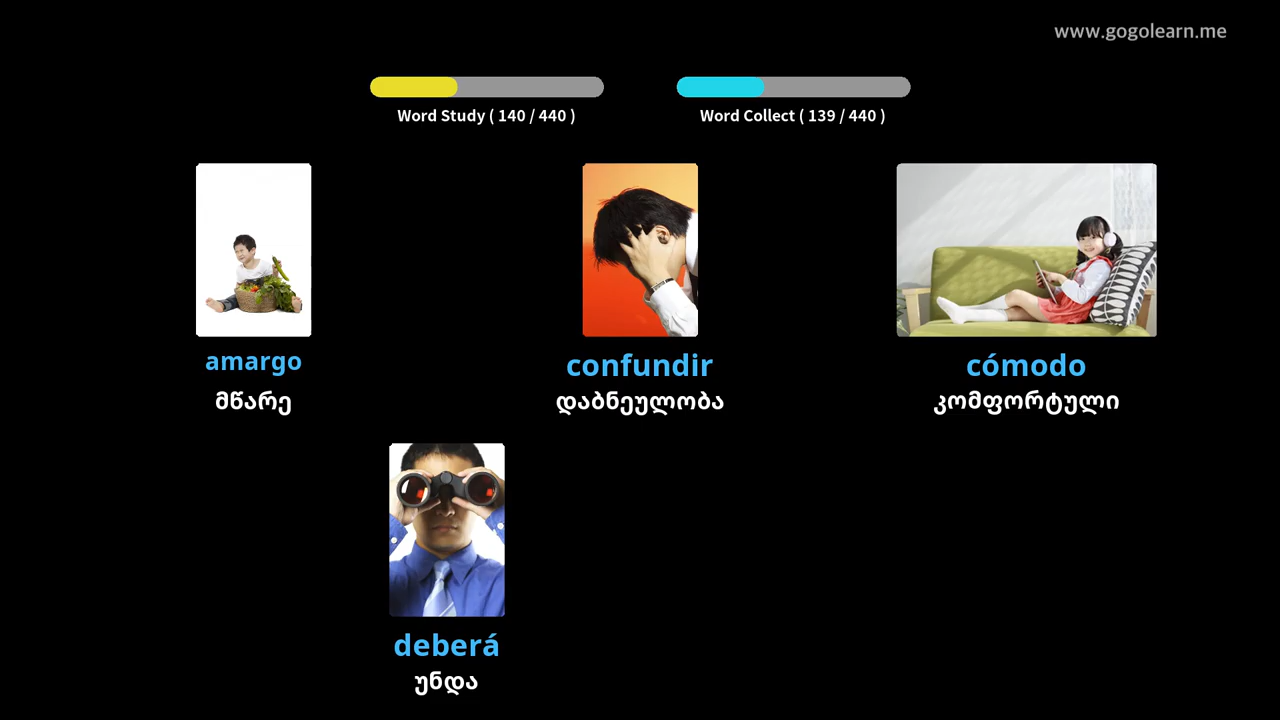 www.gogolearn.me
Word Study ( 140 / 440 )
Word Collect ( 139 / 440 )
amargo
მწარე
confundir
დაბნეულობა
cómodo
კომფორტული
deberá
უნდა